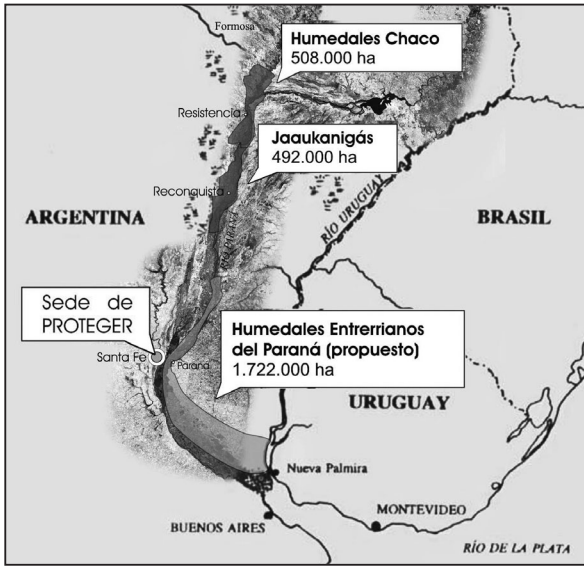 Formosa
Humedales Chaco
508.000 ha
Resistencia
Jaaukanigás
492.000 ha
Reconquista
RÍO URUGUAY
ARGENTINA
BRASIL
RÍO PARANÁ
Sede de
PROTEGER
Humedales Entrerrianos
del Paraná (propuesto)
1.722.000 ha
Santa Fe
Paraná
URUGUAY
Nueva Palmira
MONTEVIDEO
BUENOS AIRES
RÍO DE LA PLATA